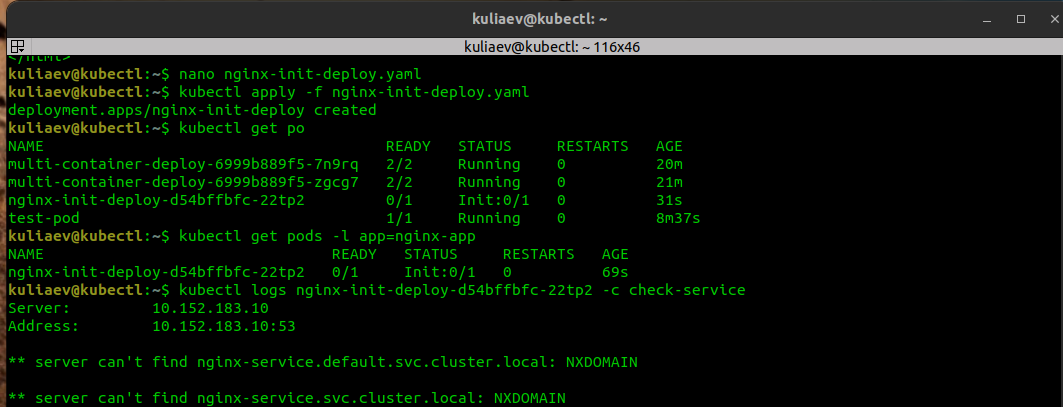 kuliaev@kubectl: ~
kuliaev@kubectl: ~ 116x46
</html>
kuliaev@kubectl:~$ nano nginx-init-deploy.yaml
kuliaev@kubectl:~$ kubectl apply -f nginx-init-deploy.yaml
deployment.apps/nginx-init-deploy created
kuliaev@kubectl:~$ kubectl get po
NAME READY STATUS RESTARTS AGE
multi-container-deploy-6999b889f5-7n9rq 2/2 Running 0 20m
multi-container-deploy-6999b889f5-zgcg7 2/2 Running 0 21m
nginx-init-deploy-d54bffbfc-22tp2 0/1 Init:0/1 0 31s
test-pod 1/1 Running 0 8m37s
kuliaev@kubectl:~$ kubectl get pods -l app=nginx-app
NAME READY STATUS RESTARTS AGE
nginx-init-deploy-d54bffbfc-22tp2 0/1 Init:0/1 0 69s
kuliaev@kubectl:~$ kubectl logs nginx-init-deploy-d54bffbfc-22tp2 -c check-service
Server: 10.152.183.10
Address: 10.152.183.10:53
** server can't find nginx-service.default.svc.cluster.local: NXDOMAIN
** server can't find nginx-service.svc.cluster.local: NXDOMAIN